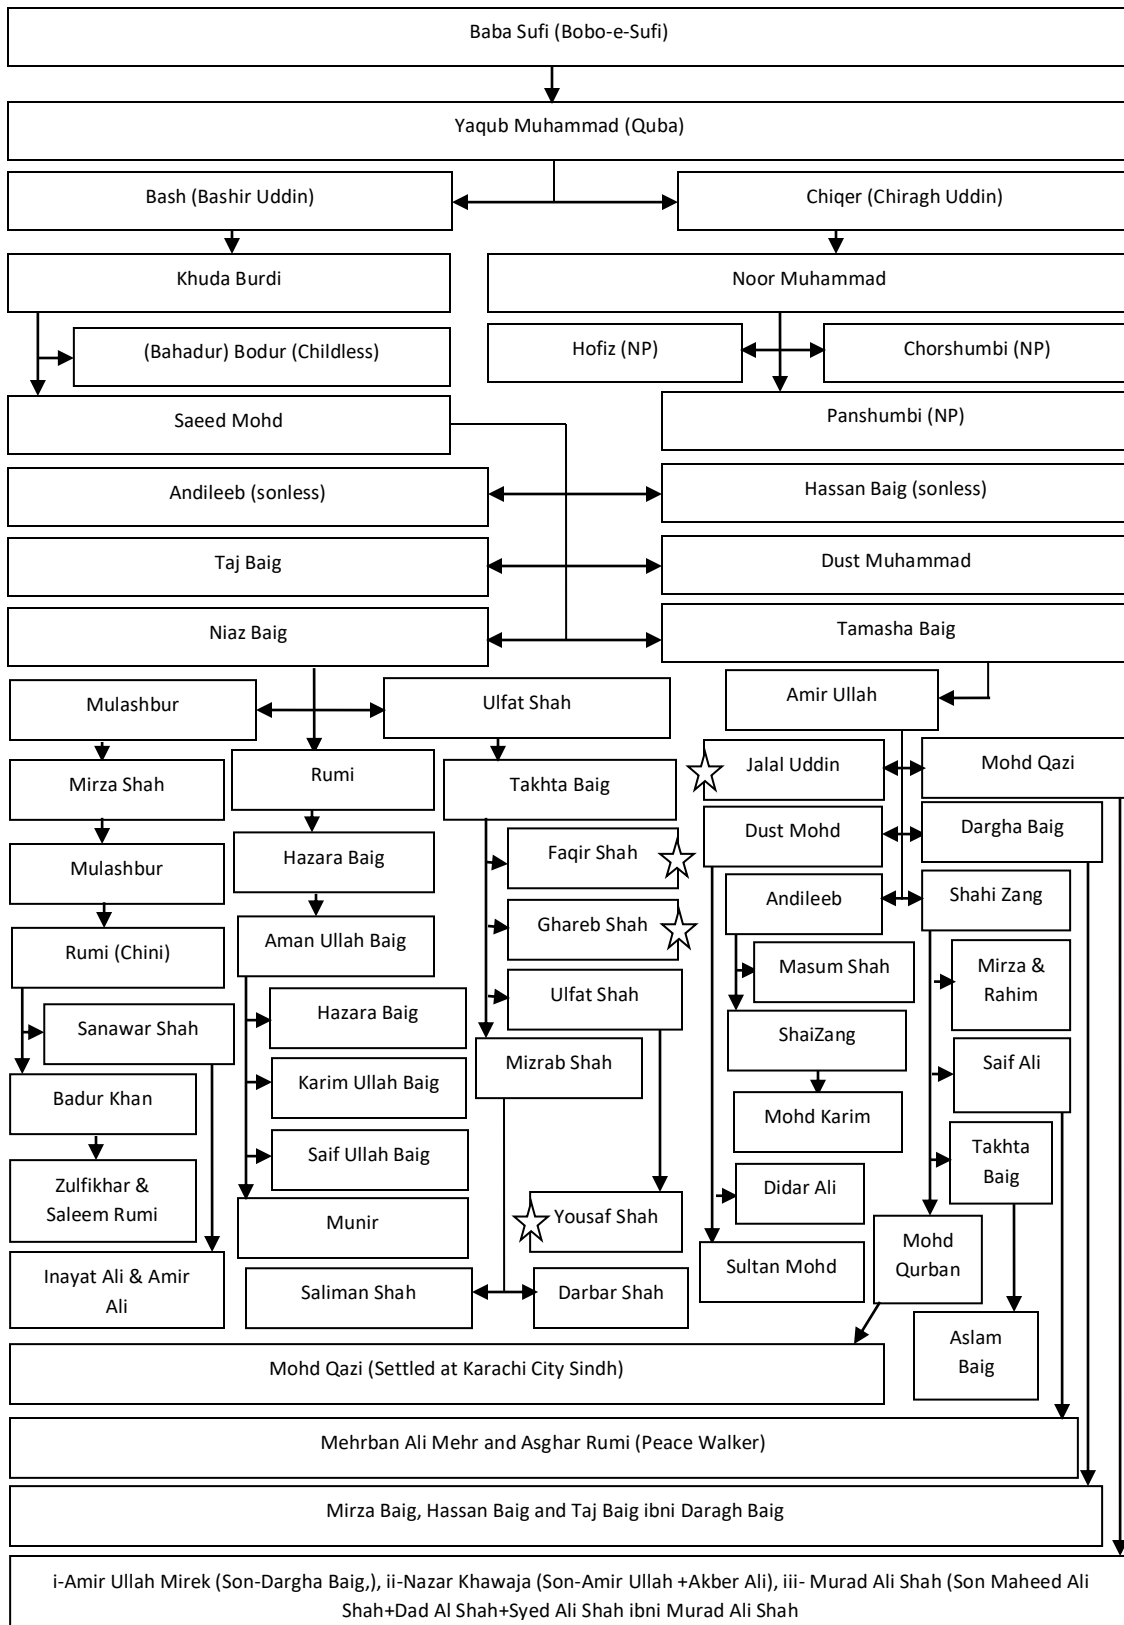 Baba Sufi (Bobo-e-Sufi)
Yaqub Muhammad (Quba)
Bash (Bashir Uddin)
Chiqer (Chiragh Uddin)
Khuda Burdi
Noor Muhammad
(Bahadur) Bodur (Childless)
Hofiz (NP)
Chorshumbi (NP)
Saeed Mohd
Panshumbi (NP)
Andileeb (sonless)
Hassan Baig (sonless)
Taj Baig
Dust Muhammad
Niaz Baig
Tamasha Baig
Mulashbur
Ulfat Shah
Amir Ullah
Mirza Shah
Rumi
Takhta Baig
Jalal Uddin
Mohd Qazi
Mulashbur
Hazara Baig
Faqir Shah
Dust Mohd
Dargha Baig
Rumi (Chini)
Aman Ullah Baig
Ghareb Shah
Andileeb
Shahi Zang
Sanawar Shah
Hazara Baig
Ulfat Shah
Masum Shah
Mirza &
Rahim
Badur Khan
Karim Ullah Baig
Mizrab Shah
ShaiZang
Saif Ali
Zulfikhar &
Saleem Rumi
Saif Ullah Baig
Mohd Karim
Takhta
Baig
Inayat Ali & Amir
Ali
Munir
Yousaf Shah
Didar Ali
Mohd
Qurban
Saliman Shah
Darbar Shah
Sultan Mohd
Aslam
Baig
Mohd Qazi (Settled at Karachi City Sindh)
Mehrban Ali Mehr and Asghar Rumi (Peace Walker)
Mirza Baig, Hassan Baig and Taj Baig ibni Daragh Baig
i-Amir Ullah Mirek (Son-Dargha Baig,), ii-Nazar Khawaja (Son-Amir Ullah +Akber Ali), iii- Murad Ali Shah (Son Maheed Ali
Shah+Dad Al Shah+Syed Ali Shah ibni Murad Ali Shah